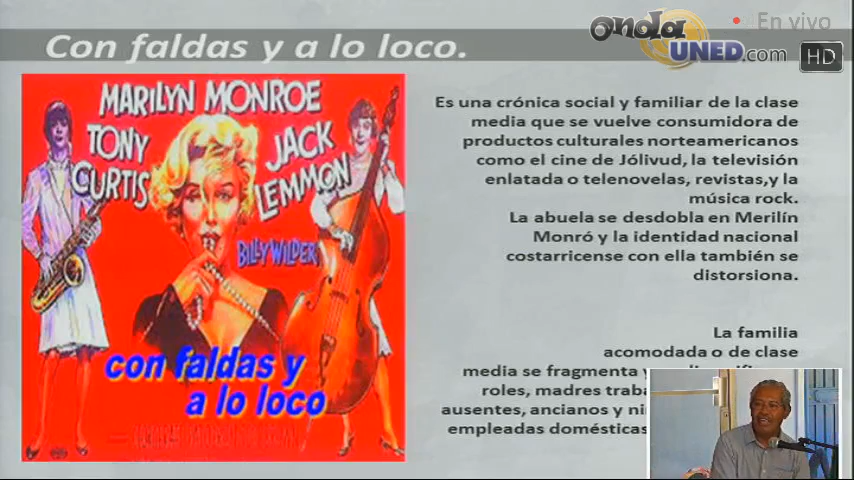 Con faldas y a lo loco.
onda
UNED.com
En vivo
HD
MARILYN MONROE
TONY
CURTIS
JACK
LEMMON
BILLY WILDER
con faldas y
a lo loco
Es una crónica social y familiar de la clase
media que se vuelve consumidora de
productos culturales norteamericanos
como el cine de Jólivud, la televisión
enlatada o telenovelas, revistas,y la
música rock.
La abuela se desdobla en Merilín
Monró y la identidad nacional
costarricense con ella también se
distorsiona.
La familia
acomodada o de clase
media se fragmenta
roles, madres
ausentes, ancianos y
empleadas domésticas